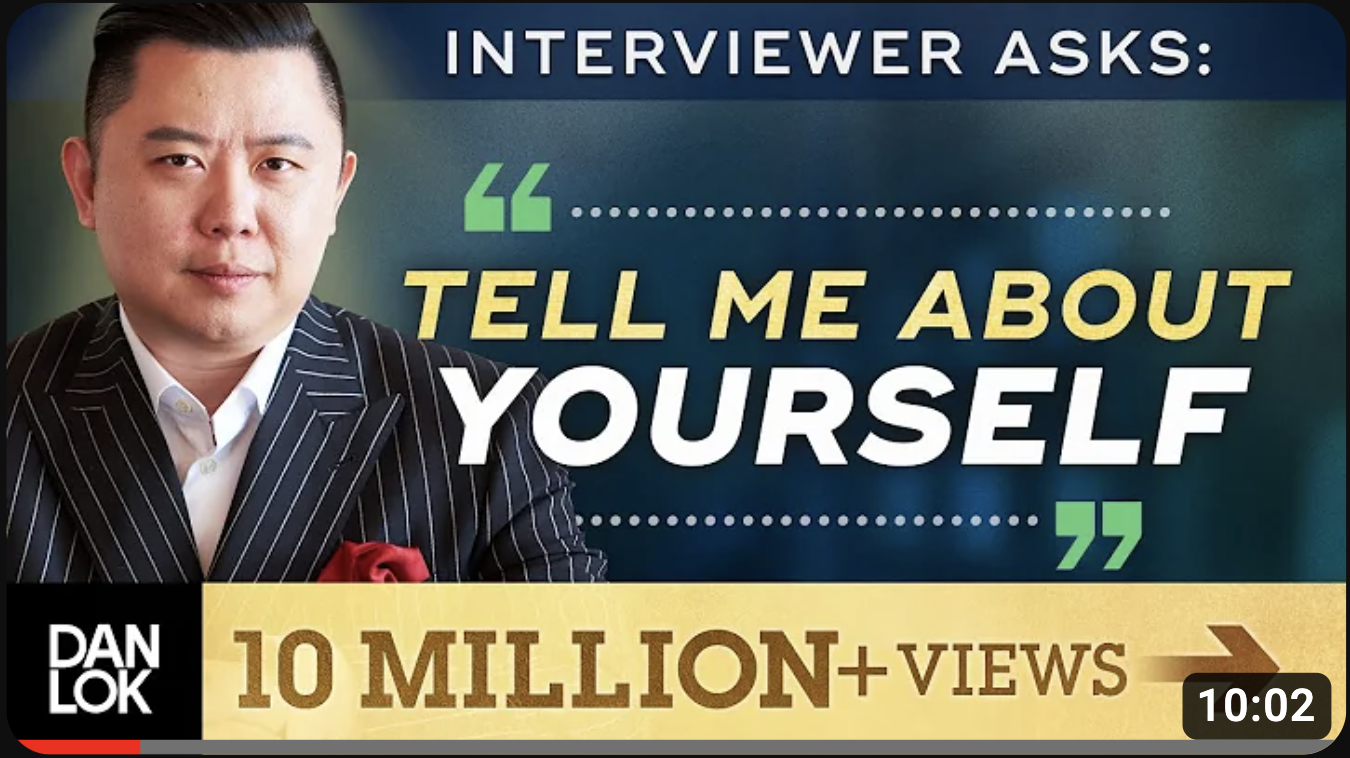 INTERVIEWER ASKS:
“
TELL ME ABOUT
YOURSELF
”
DAN
LOK
10 MILLION+ VIEWS
10:02